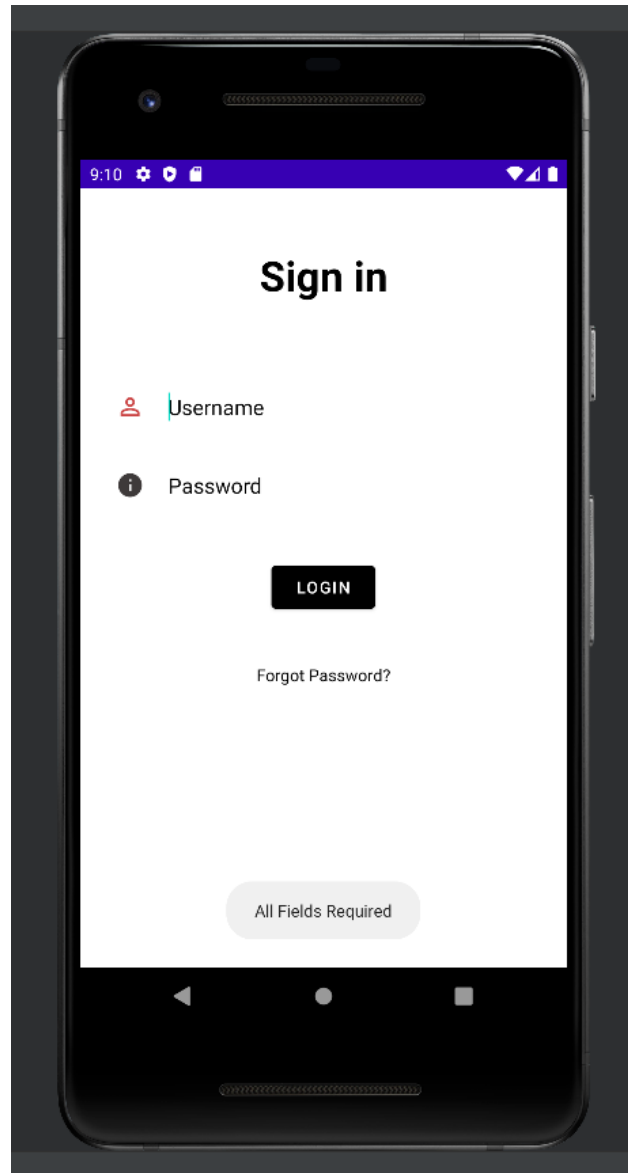 9:10
Sign in
Username
Password
LOGIN
Forgot Password?
All Fields Required